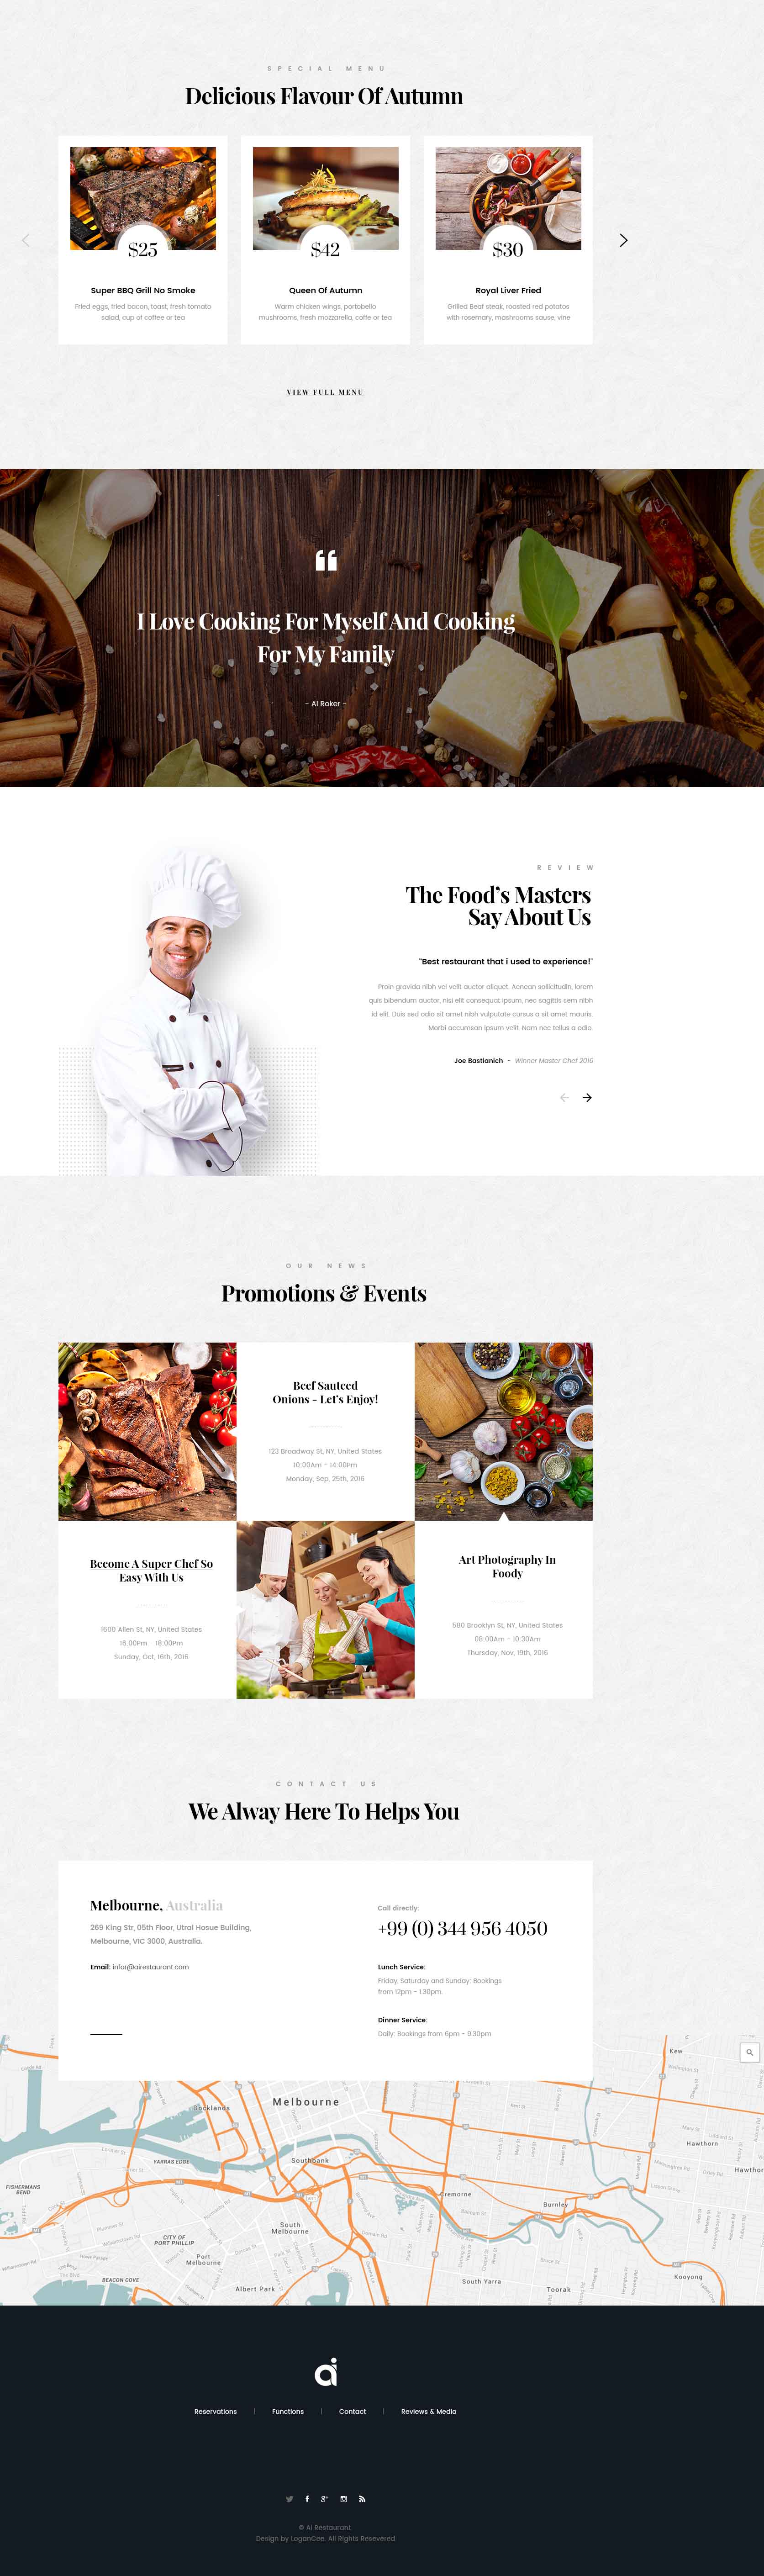 SPECIAL MENU
Delicious Flavour Of Autumn
$25
Super BBQ Grill No Smoke
Fried eggs, fried bacon, toast, fresh tomato
salad, cup of coffee or tea
$42
Queen Of Autumn
Warm chicken wings, portobello
mushrooms, fresh mozzarella, coffe or tea
$30
Royal Liver Fried
Grilled Beaf steak, roasted red potatos
with rosemary, mashrooms souse, vine
VIEW FULL MENU
I Love Cooking For Myself And Cooking
For My Family
- Al Roker -
REVIEW
The Food's Masters
Say About Us
"Best restaurant that i used to experience!"
Proin gravida nibh vel velit auctor aliquet. Aenean sollicitudin, lorem
quis bibendum auctor, nisi elit consequat ipsum, nec sagittis sem nibh
id elit. Duis sed odio sit amet nibh vulputate cursus a sit amet mauris.
Morbi accumsan ipsum velit. Nam nec tellus a odio.
Joe Bastianich - Winner Master Chef 2016
OUR NEWS
Promotions & Events
Beef Sauteed
Onions - Let's Enjoy!
123 Broadway St, NY, United States
10:00Am - 14:00Pm
Monday, Sep, 25th, 2016
Become A Super Chef So
Easy With Us
1600 Allen St, NY, United States
16:00Pm - 18:00Pm
Sunday, Oct, 16th, 2016
Art Photography In
Foody
580 Brooklyn St, NY, United States
08:00Am - 10:30Am
Thursday, Nov, 19th, 2016
CONTACT US
We Alway Here To Helps You
Melbourne, Australia
269 King Str, 05th Floor, Utral Hosue Building,
Melbourne, VIC 3000, Australia.
Email: infor@airestaurant.com
Call directly:
+99 (0) 344 956 4050
Lunch Service:
Friday, Saturday and Sunday: Bookings
from 12pm - 1.30pm.
Dinner Service:
Daily: Bookings from 6pm - 9.30pm
Kew
Melbourne
Docklands
Hawthorn
YARRAS EDGE
Southbank
Hawthor
FISHERMANS
BEND
Cremorne
Burnley
South
Melbourne
CITY OF
PORT PHILLIP
Port
Melbourne
Kooyong
BEACON COVE
South Yarra
Albert Park
Toorak
ai
Reservations | Functions | Contact | Reviews & Media
© Ai Restaurant
Design by LoganCee. All Rights Resevered